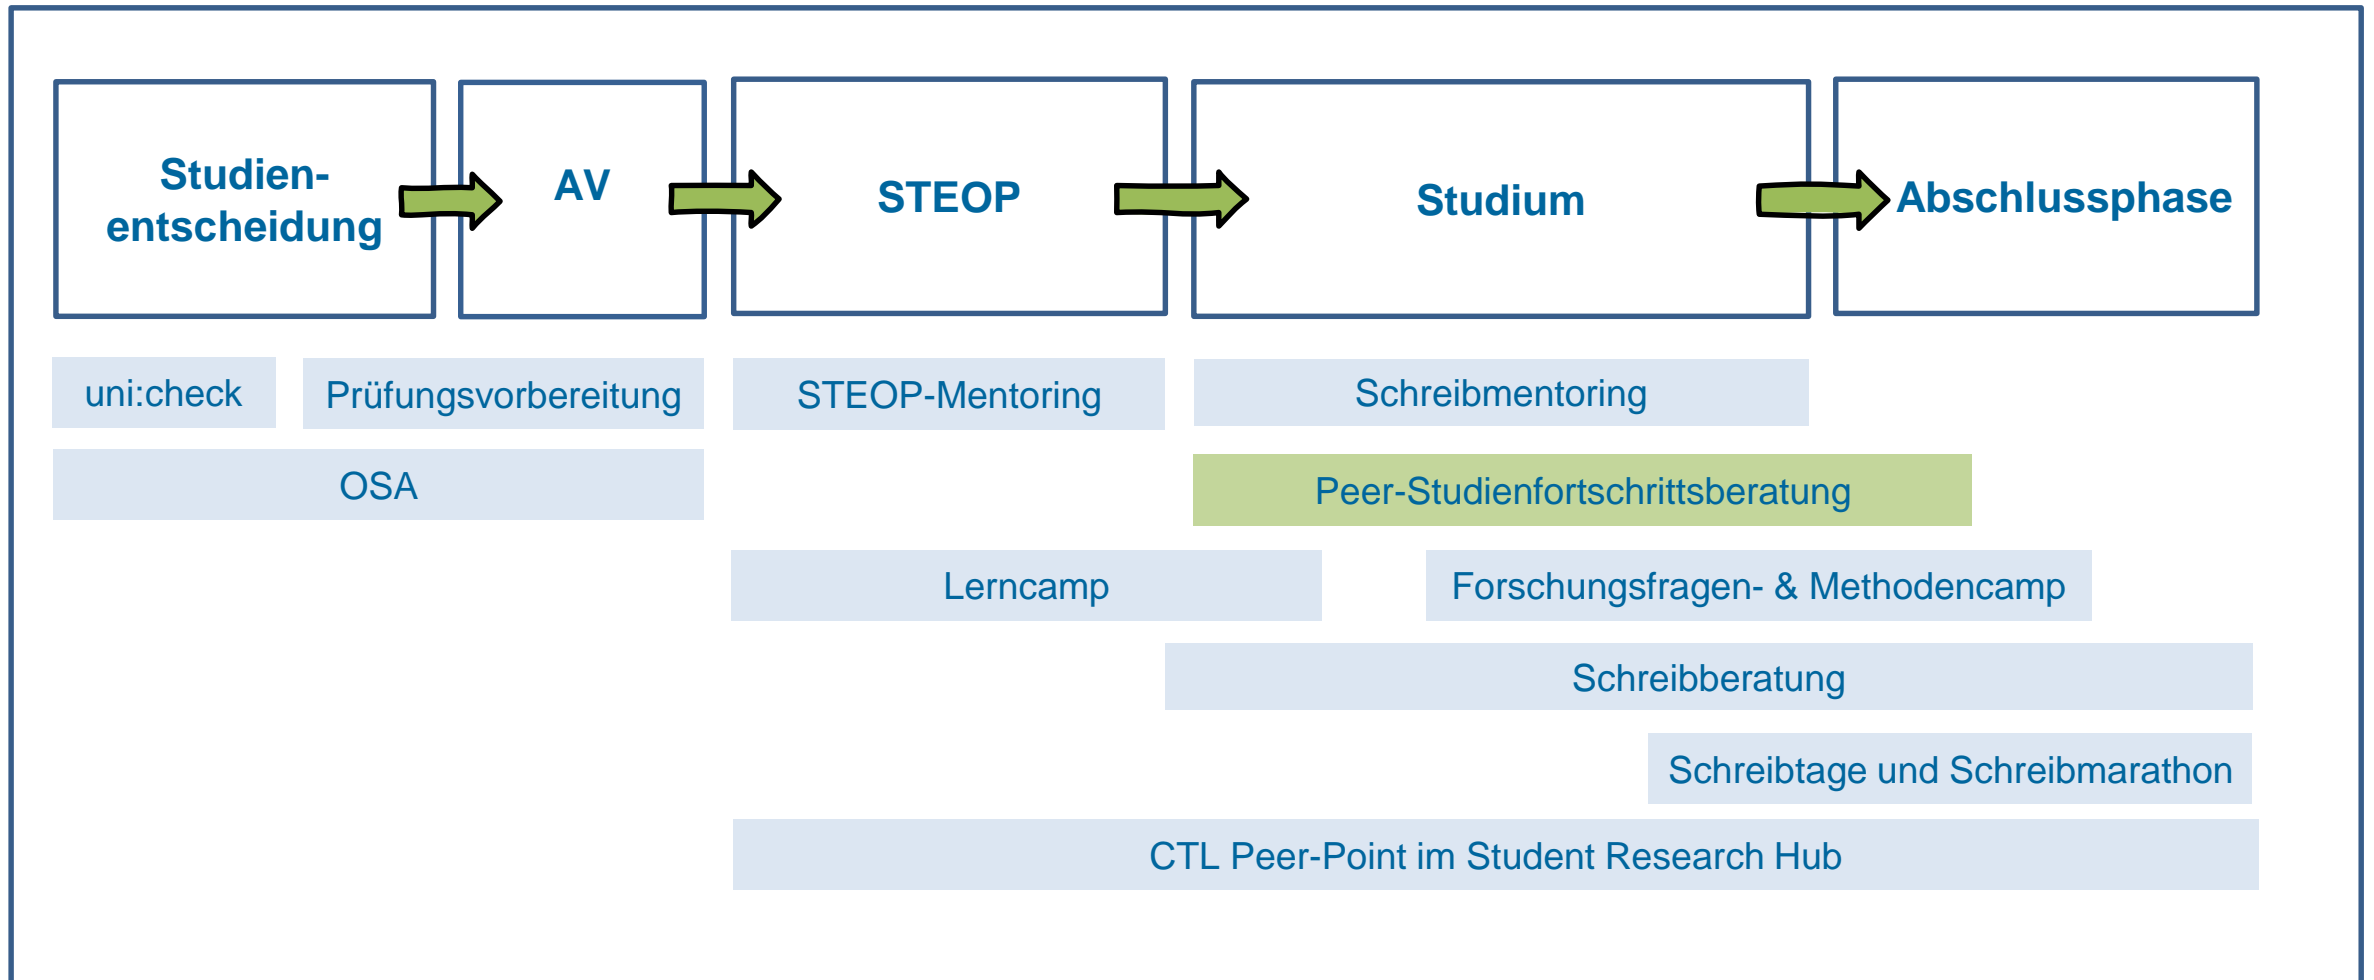 Studien-
entscheidung
AV
STEOP
Studium
Abschlussphase
uni:check
Prüfungsvorbereitung
STEOP-Mentoring
Schreibmentoring
OSA
Peer-Studienfortschrittsberatung
Lerncamp
Forschungsfragen- & Methodencamp
Schreibberatung
Schreibtage und Schreibmarathon
CTL Peer-Point im Student Research Hub